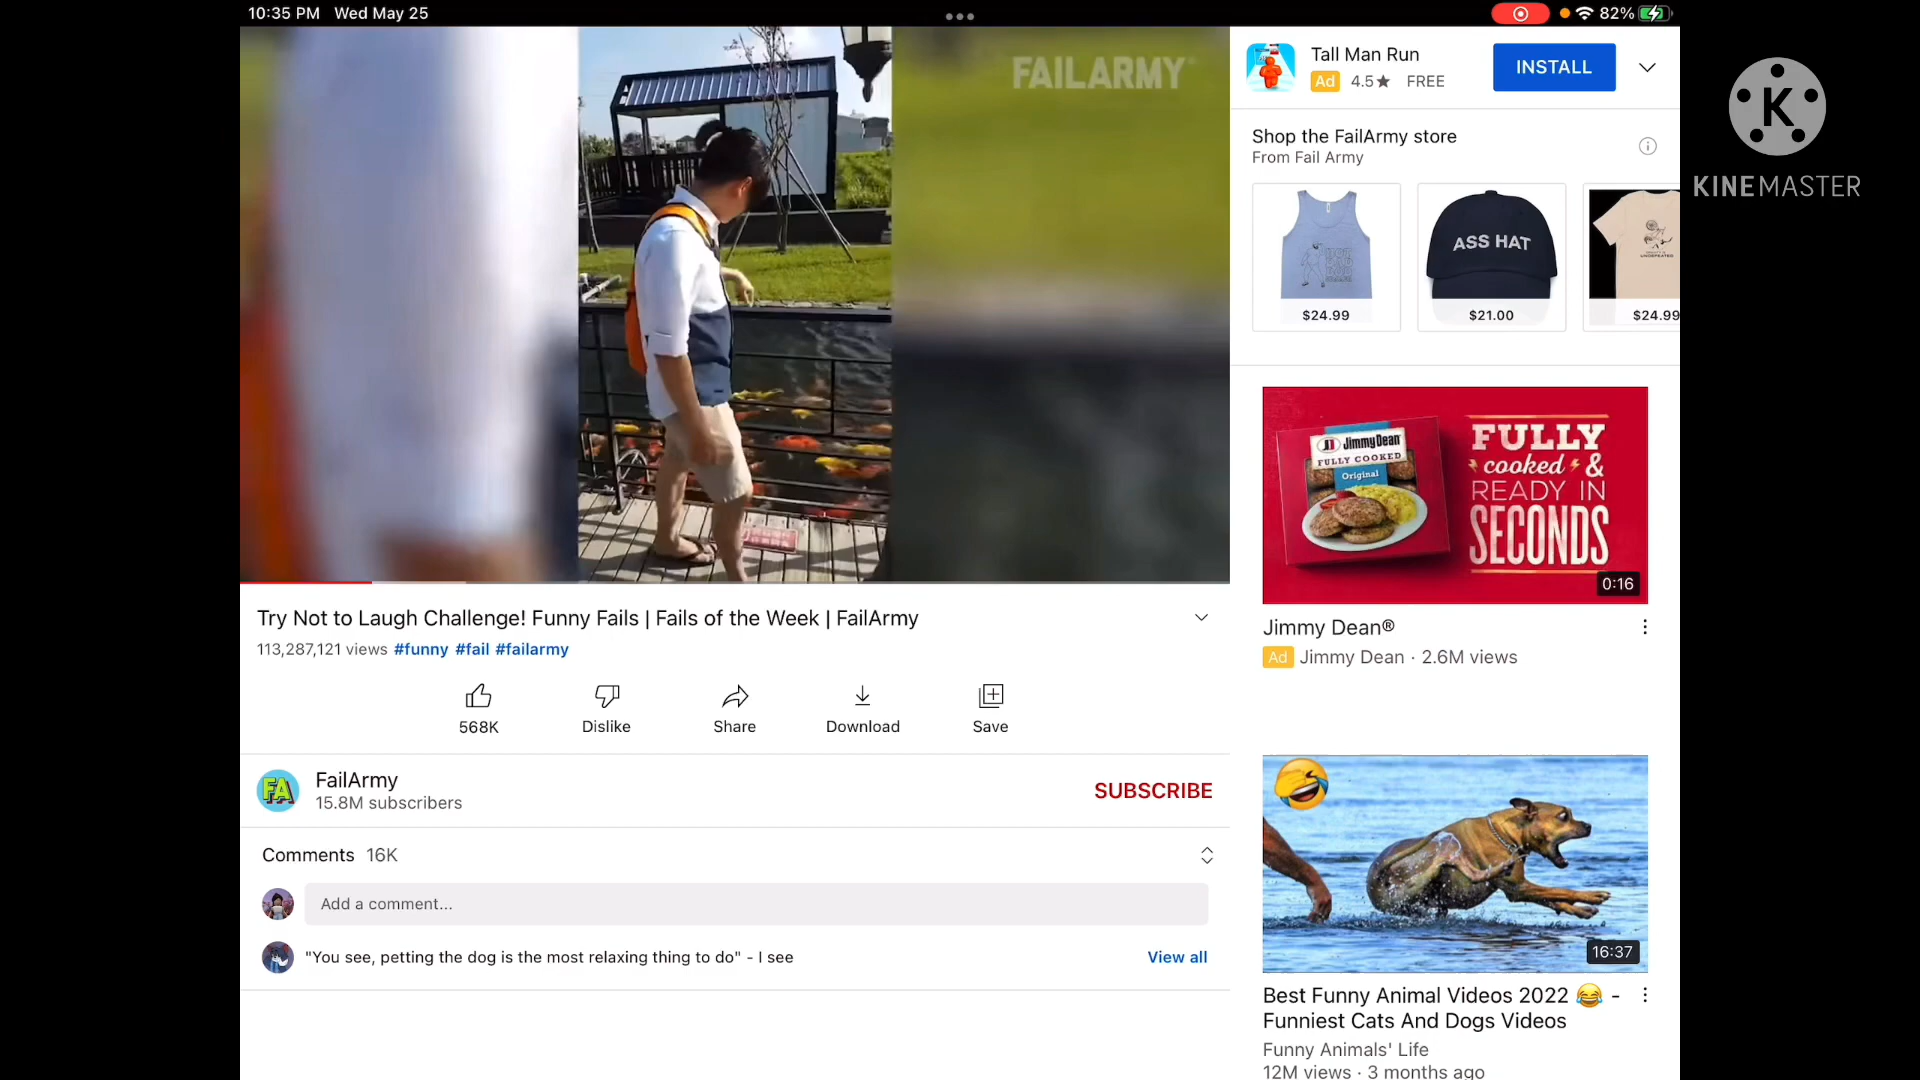 10:35 PM Wed May 25
82%
FAILARMY
Tall Man Run
Ad 4.5★ FREE
INSTALL
K
KINEMASTER
Shop the FailArmy store
From Fail Army
ASS HAT
UNDEFEATED
$24.99
$21.00
$24.99
Jimmy Dean
FULLY COOKED
Original
FULLY
cooked &
READY IN
SECONDS
0:16
Try Not to Laugh Challenge! Funny Fails | Fails of the Week | FailArmy
113,287,121 views #funny #fail #failarmy
Jimmy Dean®
Ad Jimmy Dean · 2.6M views
568K
Dislike
Share
Download
Save
FA
FailArmy
15.8M subscribers
SUBSCRIBE
Comments 16K
Add a comment...
"You see, petting the dog is the most relaxing thing to do" - I see
View all
16:37
Best Funny Animal Videos 2022 😂 -
Funniest Cats And Dogs Videos
Funny Animals' Life
12M views · 3 months ago